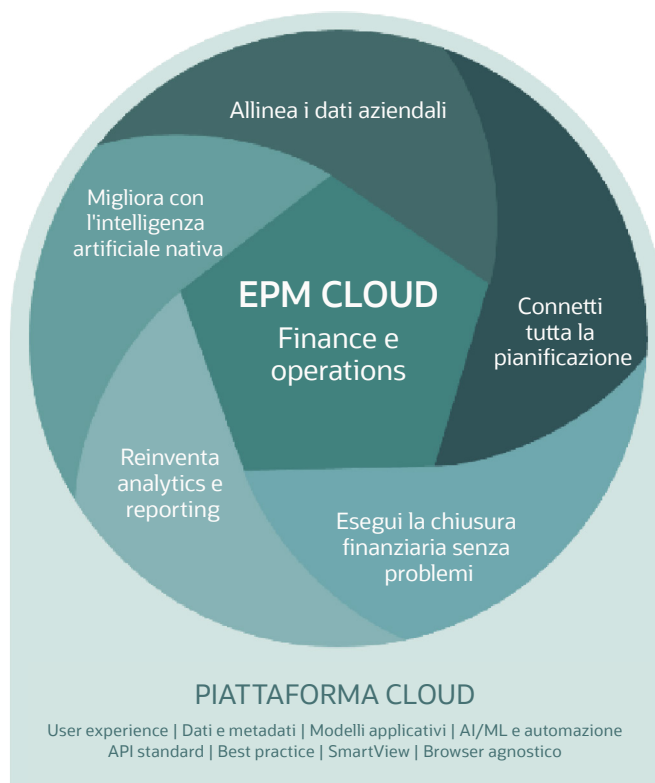 Allinea i dati aziendali
Migliora con
l'intelligenza
artificiale nativa
EPM CLOUD
Finance e
operations
Connetti
tutta la
pianificazione
Reinventa
analytics e
reporting
Esegui la chiusura
finanziaria senza
problemi
PIATTAFORMA CLOUD
User experience | Dati e metadati | Modelli applicativi | AI/ML e automazione
API standard | Best practice | SmartView | Browser agnostico